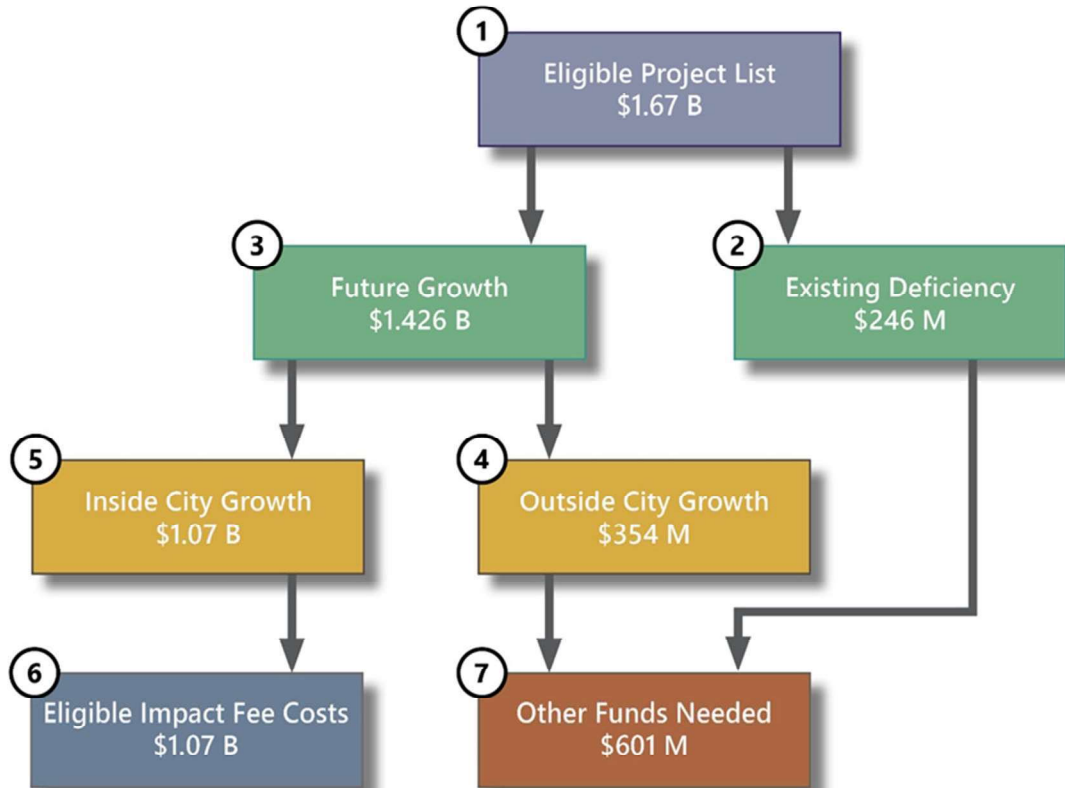 1
Eligible Project List
$1.67 B
3
Future Growth
$1.426 B
2
Existing Deficiency
$246 M
5
Inside City Growth
$1.07 B
4
Outside City Growth
$354 M
6
Eligible Impact Fee Costs
$1.07 B
7
Other Funds Needed
$601 M